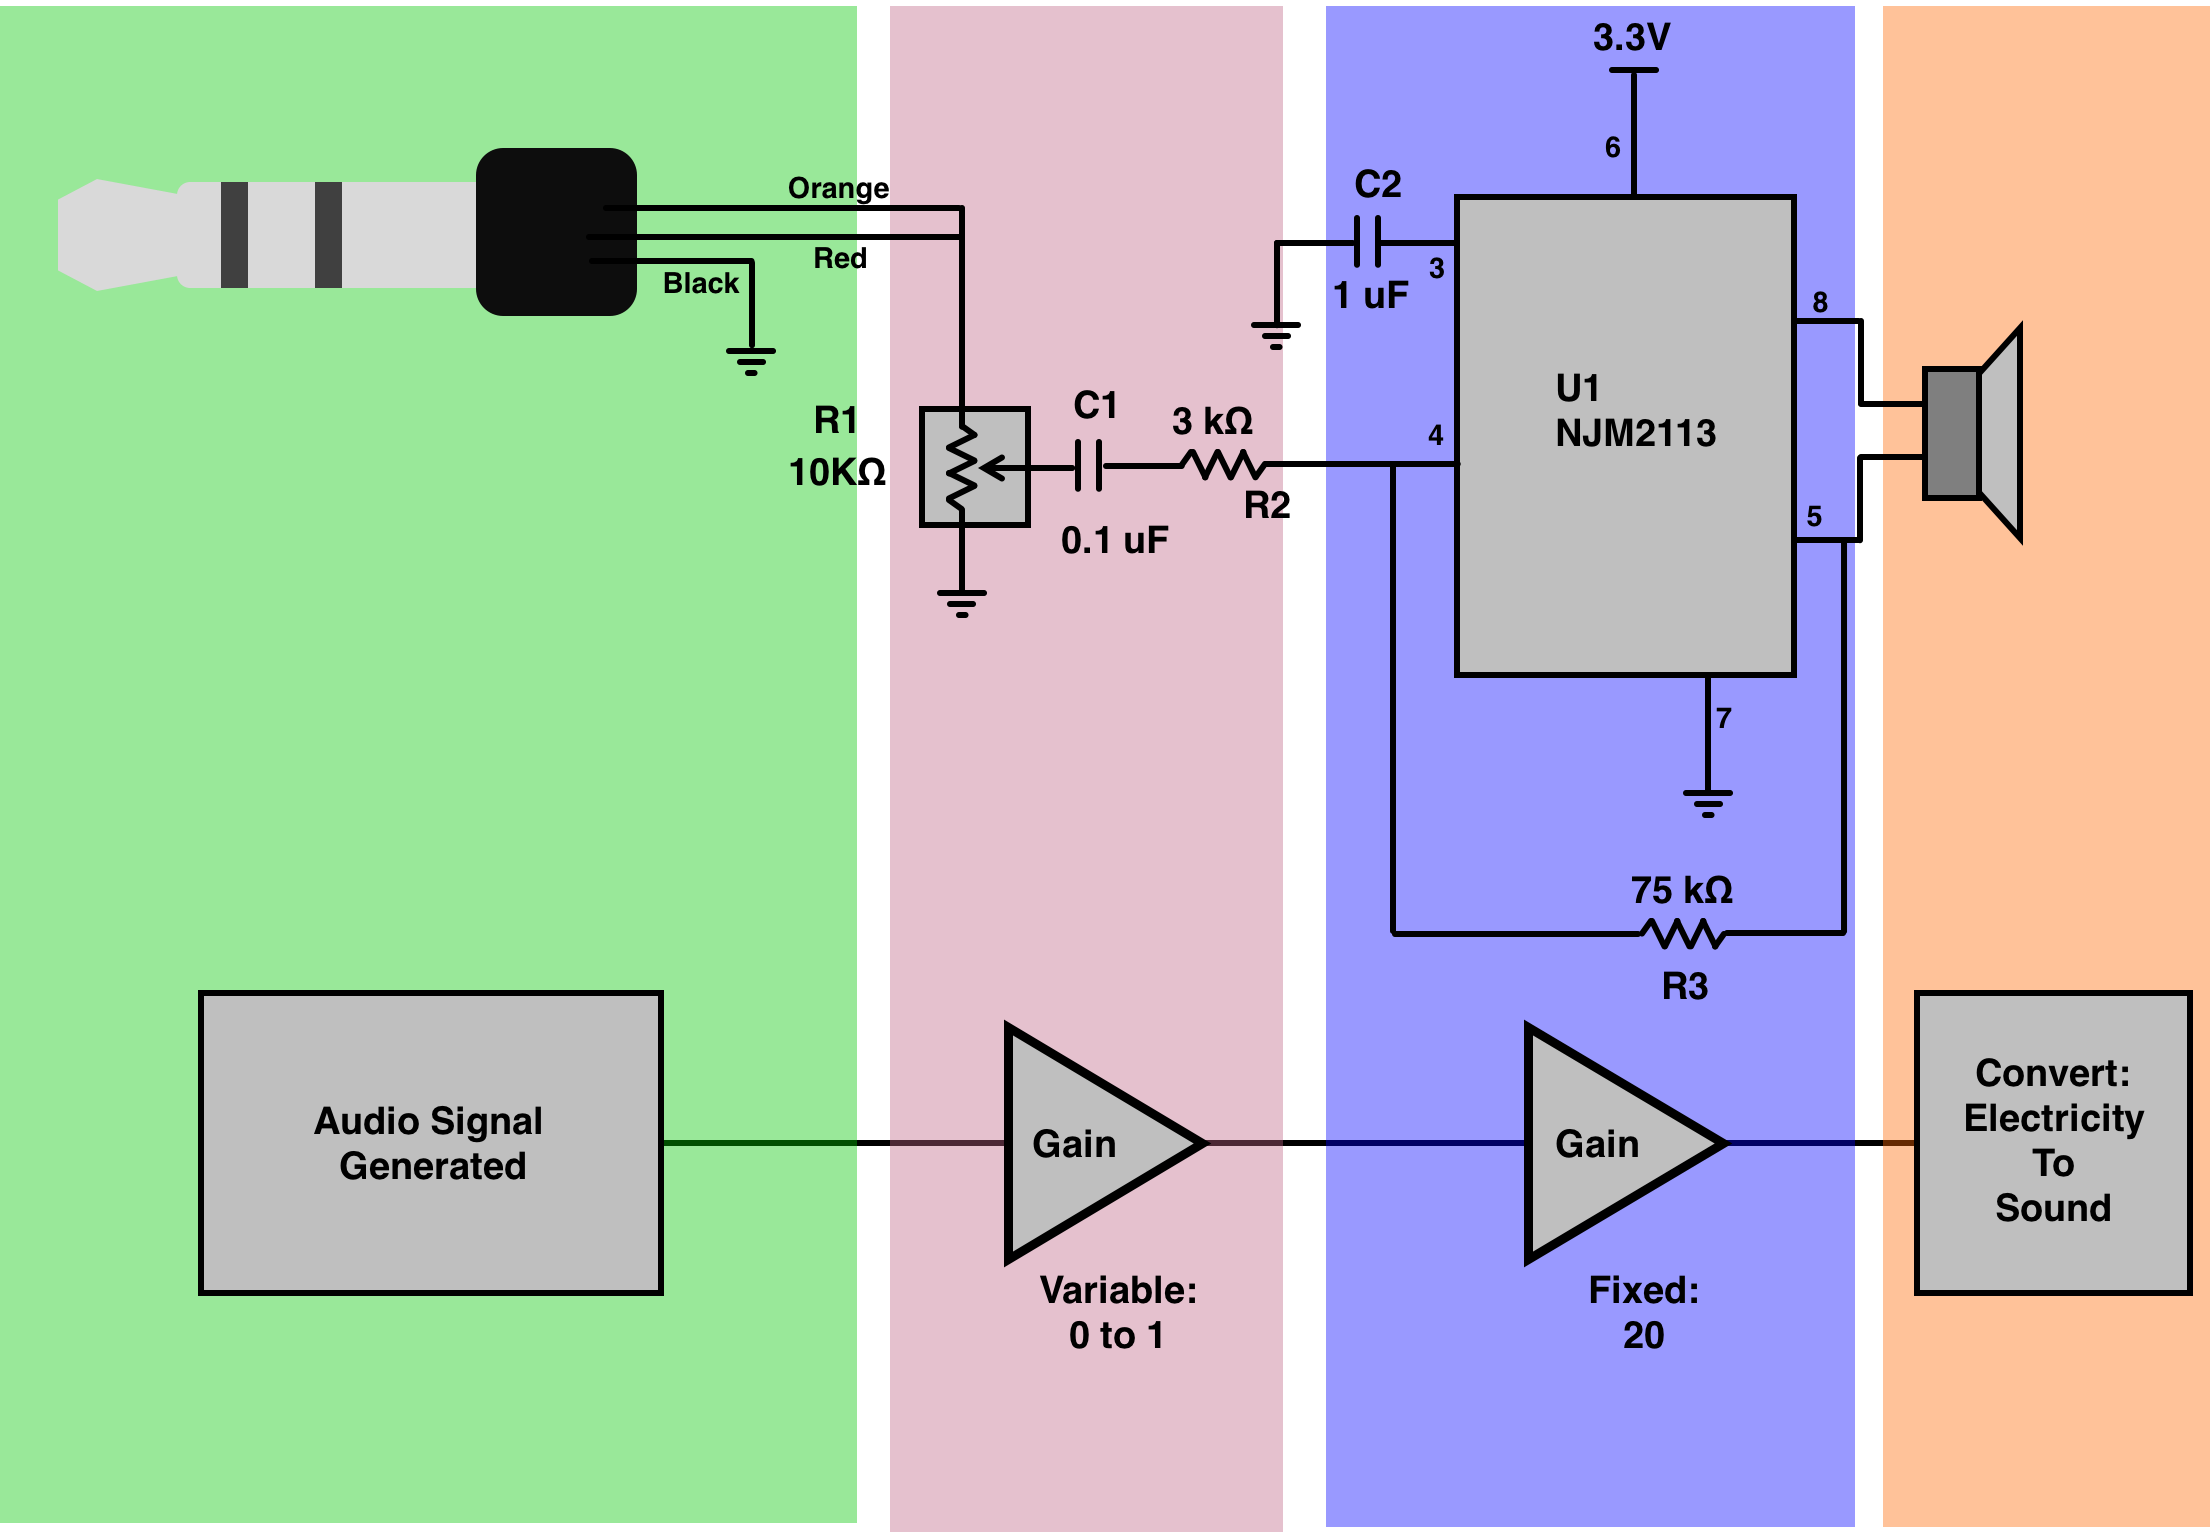 3.3V
6
Orange
Red
Black
C2
3
1 uF
8
R1
10KΩ
C1
3 kΩ
R2
0.1 uF
4
U1
NJM2113
5
7
75 kΩ
R3
Audio Signal
Generated
Gain
Variable:
0 to 1
Gain
Fixed:
20
Convert:
Electricity
To
Sound